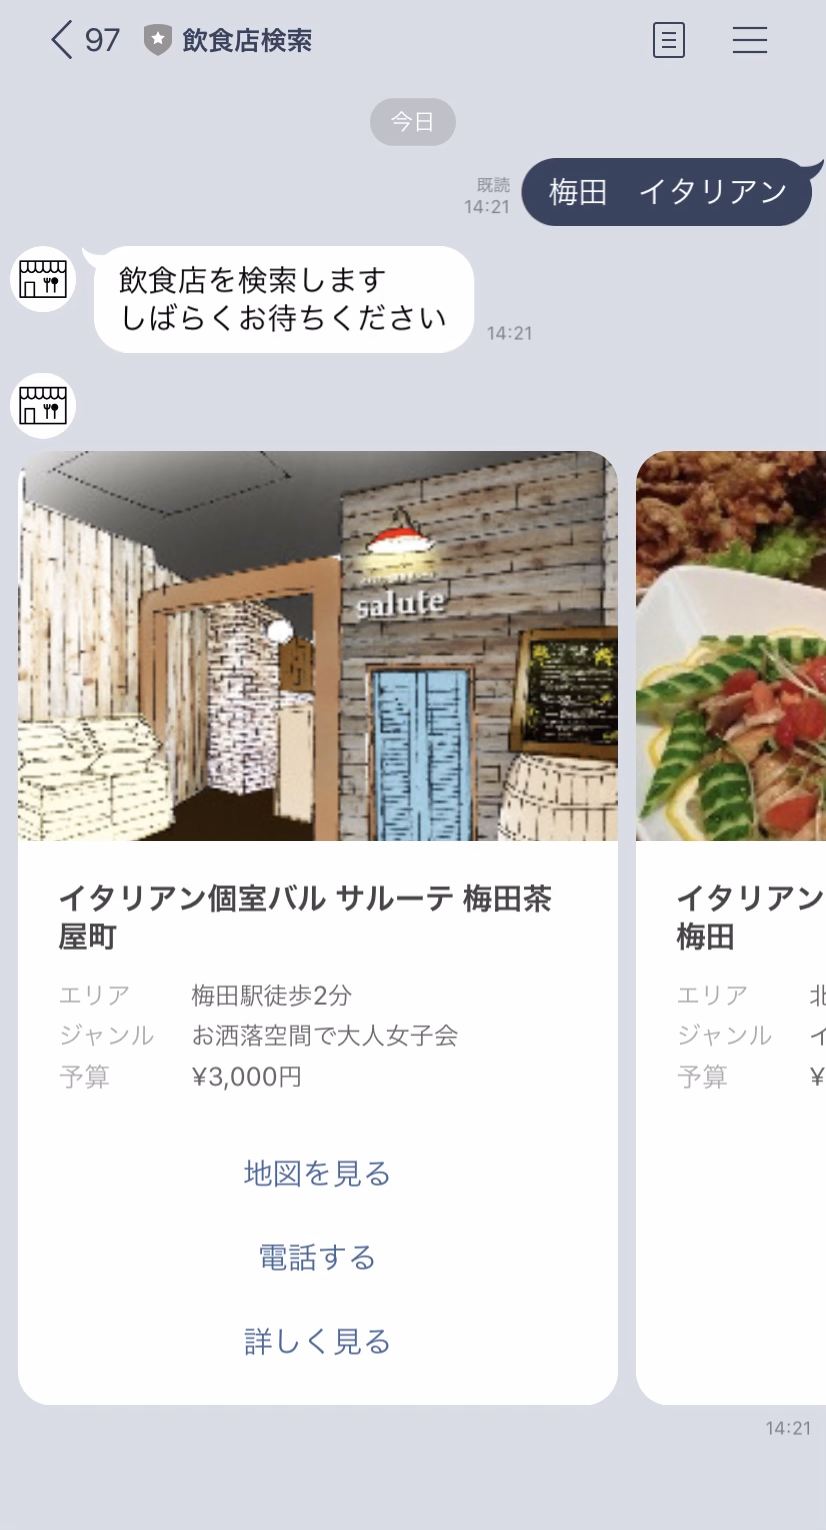 97 飲食店検索
今日
既読
14:21
梅田　イタリアン
飲食店を検索します
しばらくお待ちください
14:21
salute
イタリアン個室バル サルーテ 梅田茶
屋町
エリア 梅田駅徒歩2分
ジャンル お洒落空間で大人女子会
予算 ¥3,000円
地図を見る
電話する
詳しく見る
イタリアン
梅田
エリア
ジャンル イ
予算 ¥
14:21